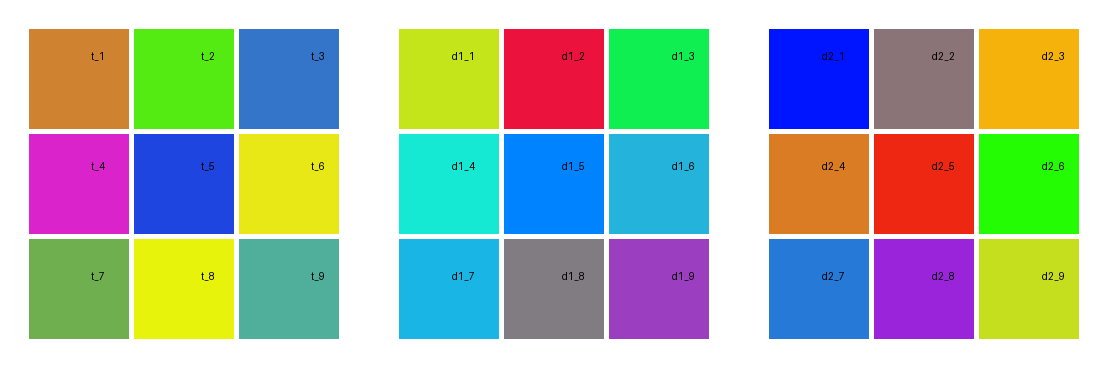 t_1 t_2 t_3 d1_1 d1_2 d1_3 d2_1 d2_2 d2_3
t_4 t_5 t_6 d1_4 d1_5 d1_6 d2_4 d2_5 d2_6
t_7 t_8 t_9 d1_7 d1_8 d1_9 d2_7 d2_8 d2_9